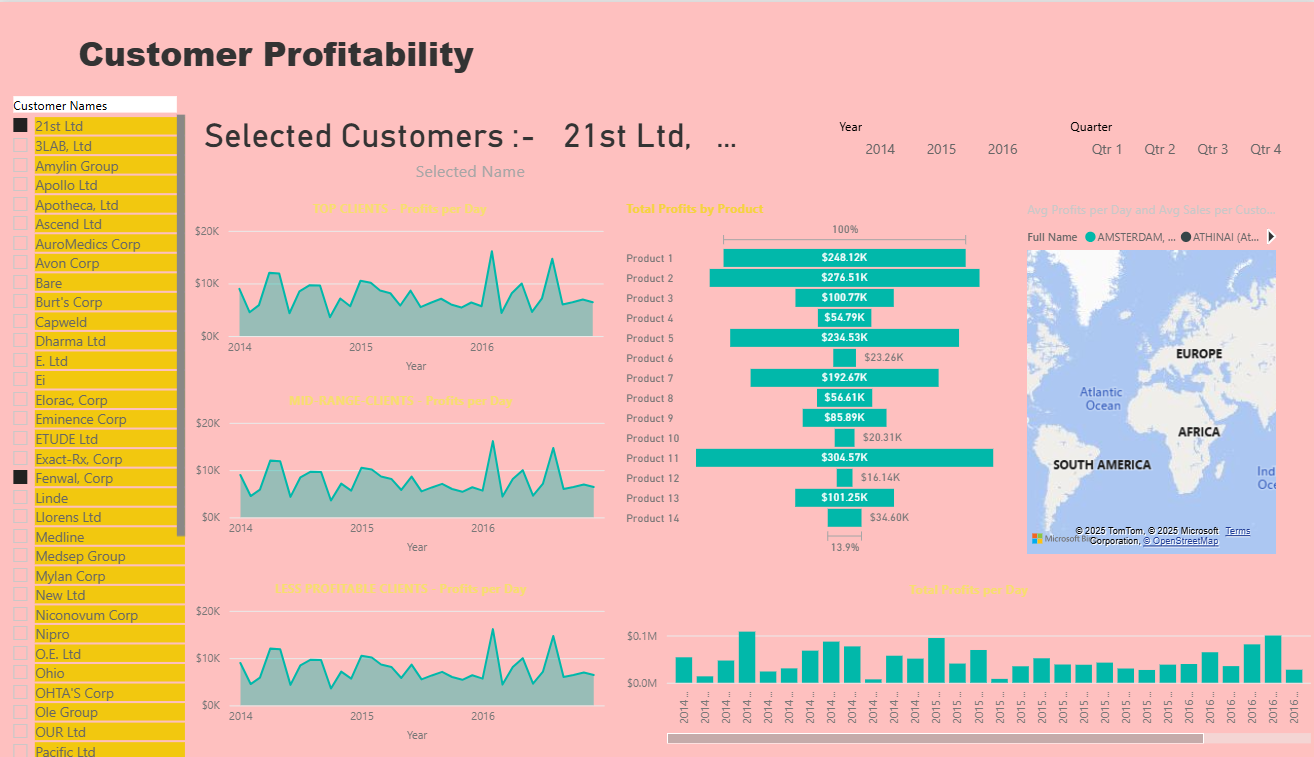 Customer Profitability
Customer Names
21st Ltd
3LAB, Ltd
Amylin Group
Apollo Ltd
Apotheca, Ltd
Ascend Ltd
AuroMedics Corp
Avon Corp
Bare
Burt's Corp
Capweld
Dharma Ltd
E. Ltd
Ei
Elorac, Corp
Eminence Corp
ETUDE Ltd
Exact-Rx, Corp
Fenwal, Corp
Linde
Llorens Ltd
Medline
Medsep Group
Mylan Corp
New Ltd
Niconovum Corp
Nipro
O.E. Ltd
Ohio
OHTA'S Corp
Ole Group
OUR Ltd
Pacific Ltd
Selected Customers :- 21st Ltd, ...
Selected Name
Year
2014 2015 2016
Quarter
Qtr 1 Qtr 2 Qtr 3 Qtr 4
TOP CLIENTS - Profits per Day
$20K
$10K
$0K
2014 2015 2016
Year
MID RANGE CLIENTS - Profits per Day
$20K
$10K
$0K
2014 2015 2016
Year
LESS PROFITABLE CLIENTS - Profits per Day
$20K
$10K
$0K
2014 2015 2016
Year
Total Profits by Product
100%
Product 1 $248.12K
Product 2 $276.51K
Product 3 $100.77K
Product 4 $54.79K
Product 5 $234.53K
Product 6 $23.26K
Product 7 $192.67K
Product 8 $56.61K
Product 9 $85.89K
Product 10 $20.31K
Product 11 $304.57K
Product 12 $16.14K
Product 13 $101.25K
Product 14 $34.60K
13.9%
Avg Profits per Day and Avg Sales per Custo...
Full Name AMSTERDAM, ... ATHINAI (At...
EUROPE
Atlantic
Ocean
AFRICA
SOUTH AMERICA
Ind
Oce
© 2025 TomTom, © 2025 Microsoft Terms
Microsoft Bi
Corporation, © OpenStreetMap
Total Profits per Day
$0.1M
$0.0M
2014 ... 2014 ... 2014 ... 2014 ... 2014 ... 2014 ... 2014 ... 2014 ... 2014 ... 2014 ... 2014 ... 2014 ... 2015 ... 2015 ... 2015 ... 2015 ... 2015 ... 2015 ... 2015 ... 2015 ... 2015 ... 2015 ... 2015 ... 2015 ... 2016 ... 2016 ... 2016 ... 2016 ... 2016 ... 2016 ...